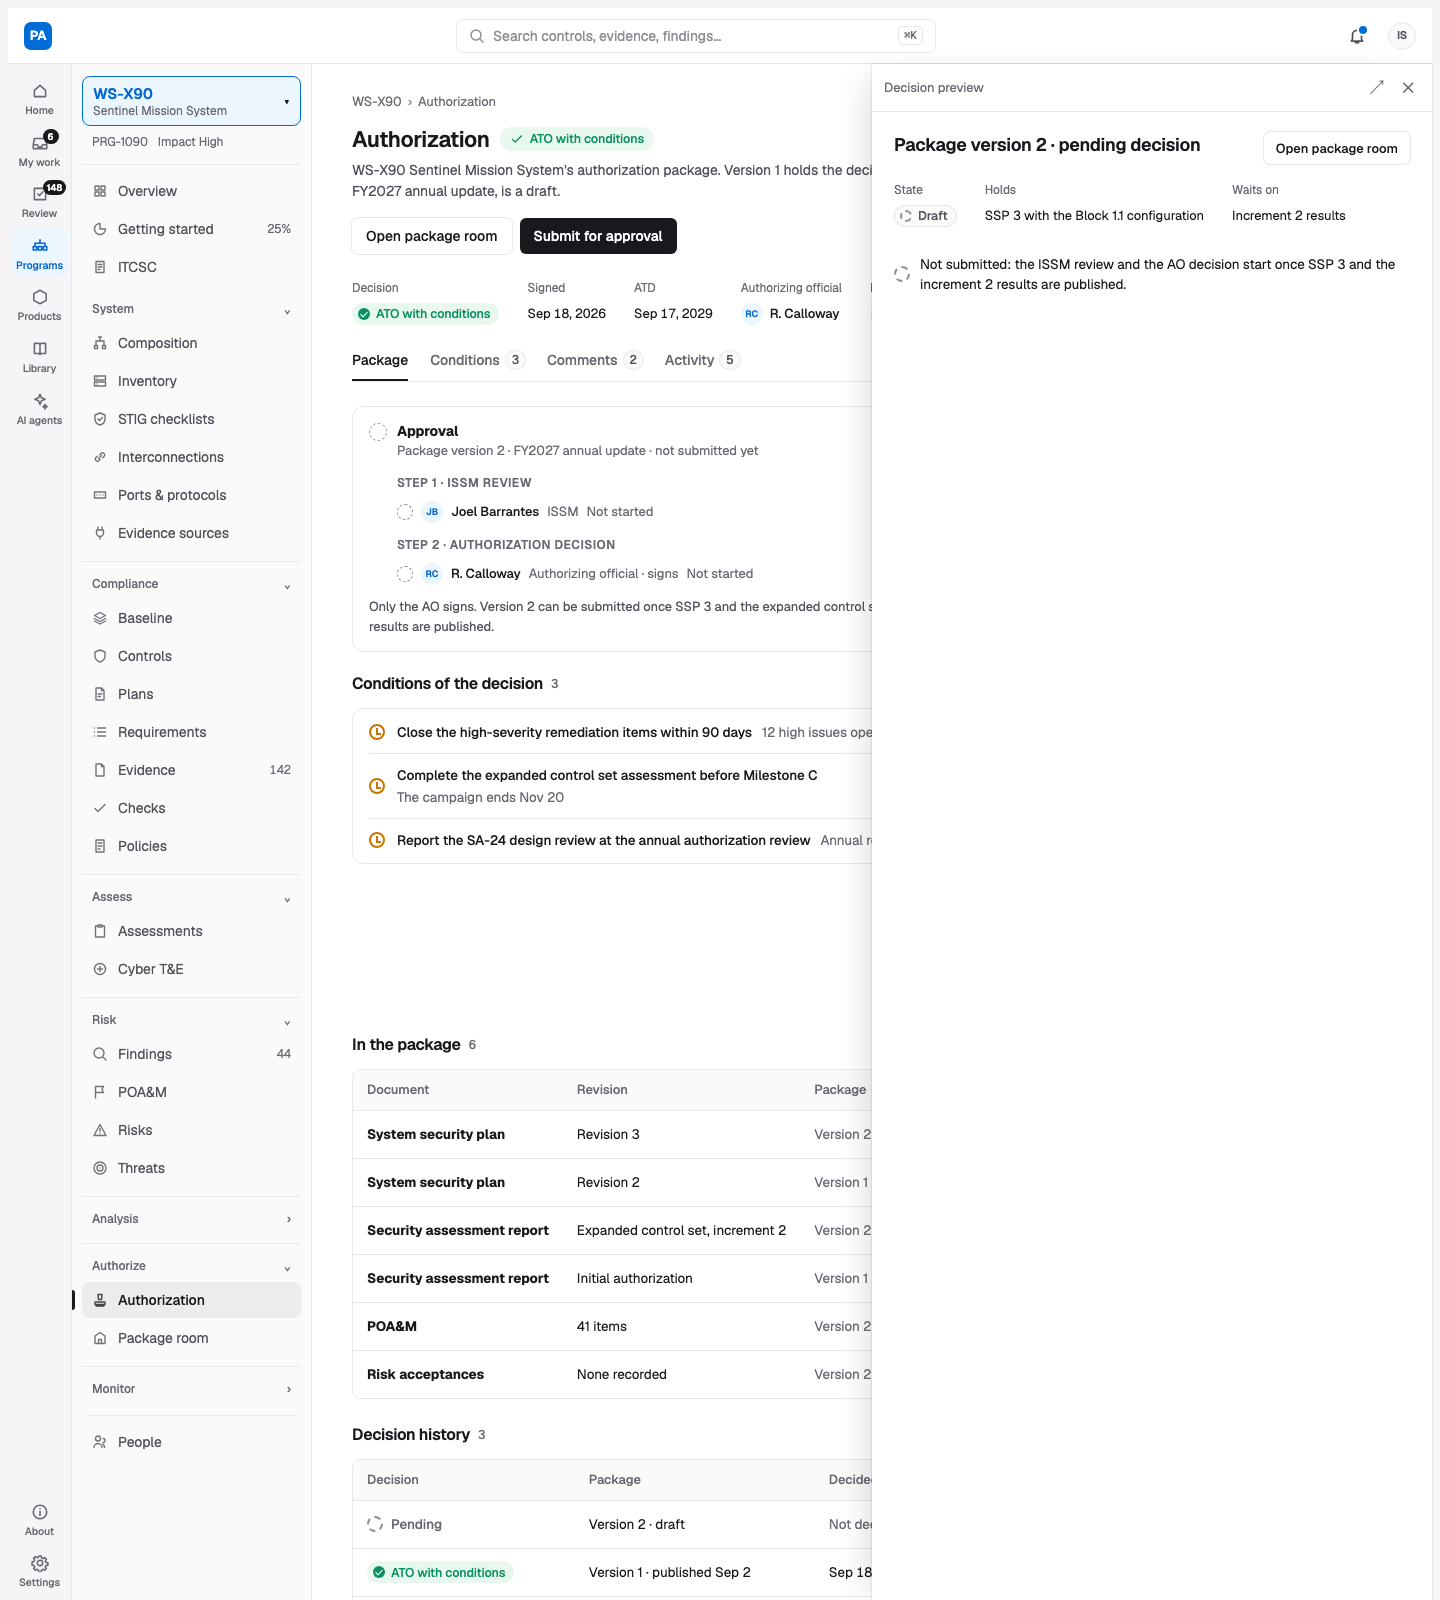 PA
Search controls, evidence, findings...
⌘K
IS
Home
6
My work
148
Review
Programs
Products
Library
AI agents
About
Settings
WS-X90
Sentinel Mission System
PRG-1090 Impact High
Overview
Getting started 25%
ITCSC
System
Composition
Inventory
STIG checklists
Interconnections
Ports & protocols
Evidence sources
Compliance
Baseline
Controls
Plans
Requirements
Evidence 142
Checks
Policies
Assess
Assessments
Cyber T&E
Risk
Findings 44
POA&M
Risks
Threats
Analysis
Authorize
Authorization
Package room
Monitor
People
WS-X90 › Authorization
Authorization ATO with conditions
WS-X90 Sentinel Mission System's authorization package. Version 1 holds the deci
FY2027 annual update, is a draft.
Open package room Submit for approval
Decision Signed ATD Authorizing official
ATO with conditions Sep 18, 2026 Sep 17, 2029 RC R. Calloway
Package Conditions 3 Comments 2 Activity 5
Approval
Package version 2 · FY2027 annual update · not submitted yet
STEP 1 · ISSM REVIEW
JB Joel Barrantes ISSM Not started
STEP 2 · AUTHORIZATION DECISION
RC R. Calloway Authorizing official · signs Not started
Only the AO signs. Version 2 can be submitted once SSP 3 and the expanded control s
results are published.
Conditions of the decision 3
Close the high-severity remediation items within 90 days 12 high issues ope
Complete the expanded control set assessment before Milestone C
The campaign ends Nov 20
Report the SA-24 design review at the annual authorization review Annual r
In the package 6
Document Revision Package
System security plan Revision 3 Version 2
System security plan Revision 2 Version 1
Security assessment report Expanded control set, increment 2 Version 2
Security assessment report Initial authorization Version 1
POA&M 41 items Version 2
Risk acceptances None recorded Version 2
Decision history 3
Decision Package Decide
Pending Version 2 · draft Not de
ATO with conditions Version 1 · published Sep 2 Sep 18
Decision preview
Package version 2 · pending decision Open package room
State Holds Waits on
Draft SSP 3 with the Block 1.1 configuration Increment 2 results
Not submitted: the ISSM review and the AO decision start once SSP 3 and the
increment 2 results are published.